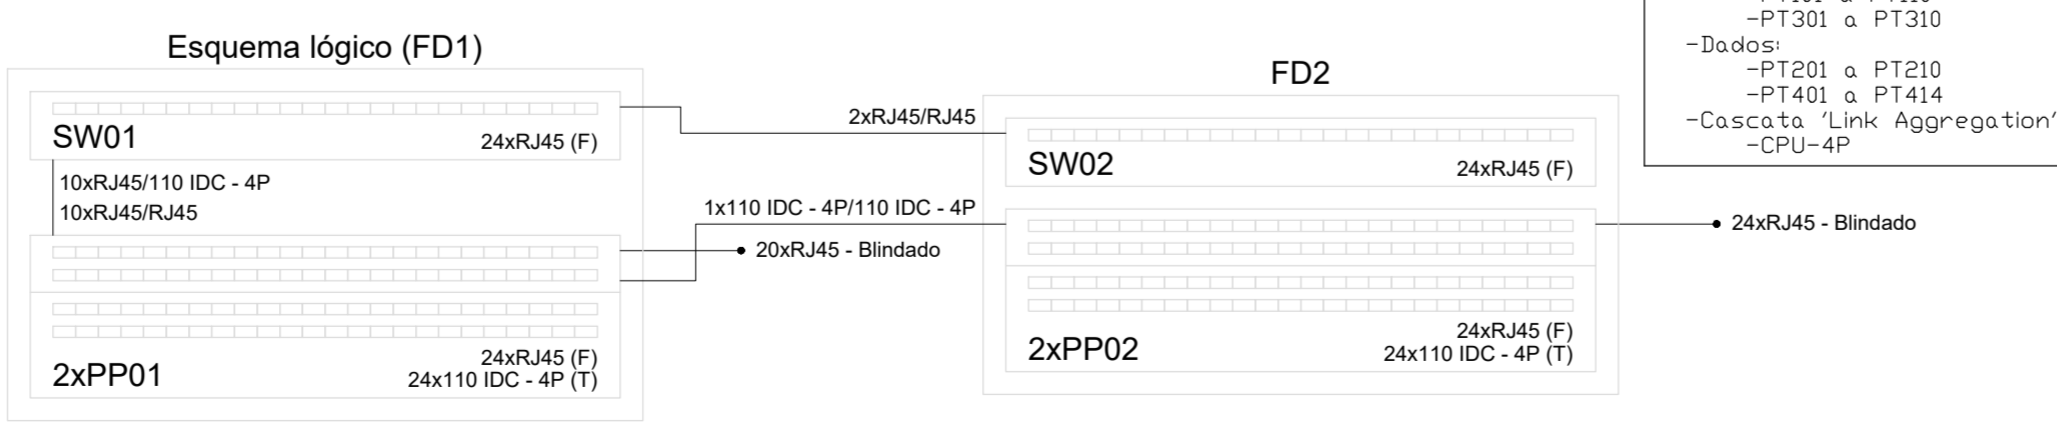 Esquema lógico (FD1)
SW01
24xRJ45 (F)
10xRJ45/110 IDC - 4P
10xRJ45/RJ45
2xPP01
24xRJ45 (F)
24x110 IDC - 4P (T)
2xRJ45/RJ45
1x110 IDC - 4P/110 IDC - 4P
20xRJ45 - Blindado
FD2
SW02
24xRJ45 (F)
2xPP02
24xRJ45 (F)
24x110 IDC - 4P (T)
24xRJ45 - Blindado
-PT301 a PT310
-Dados:
-PT201 a PT210
-PT401 a PT414
-Cascata 'Link Aggregation'
-CPU-4P